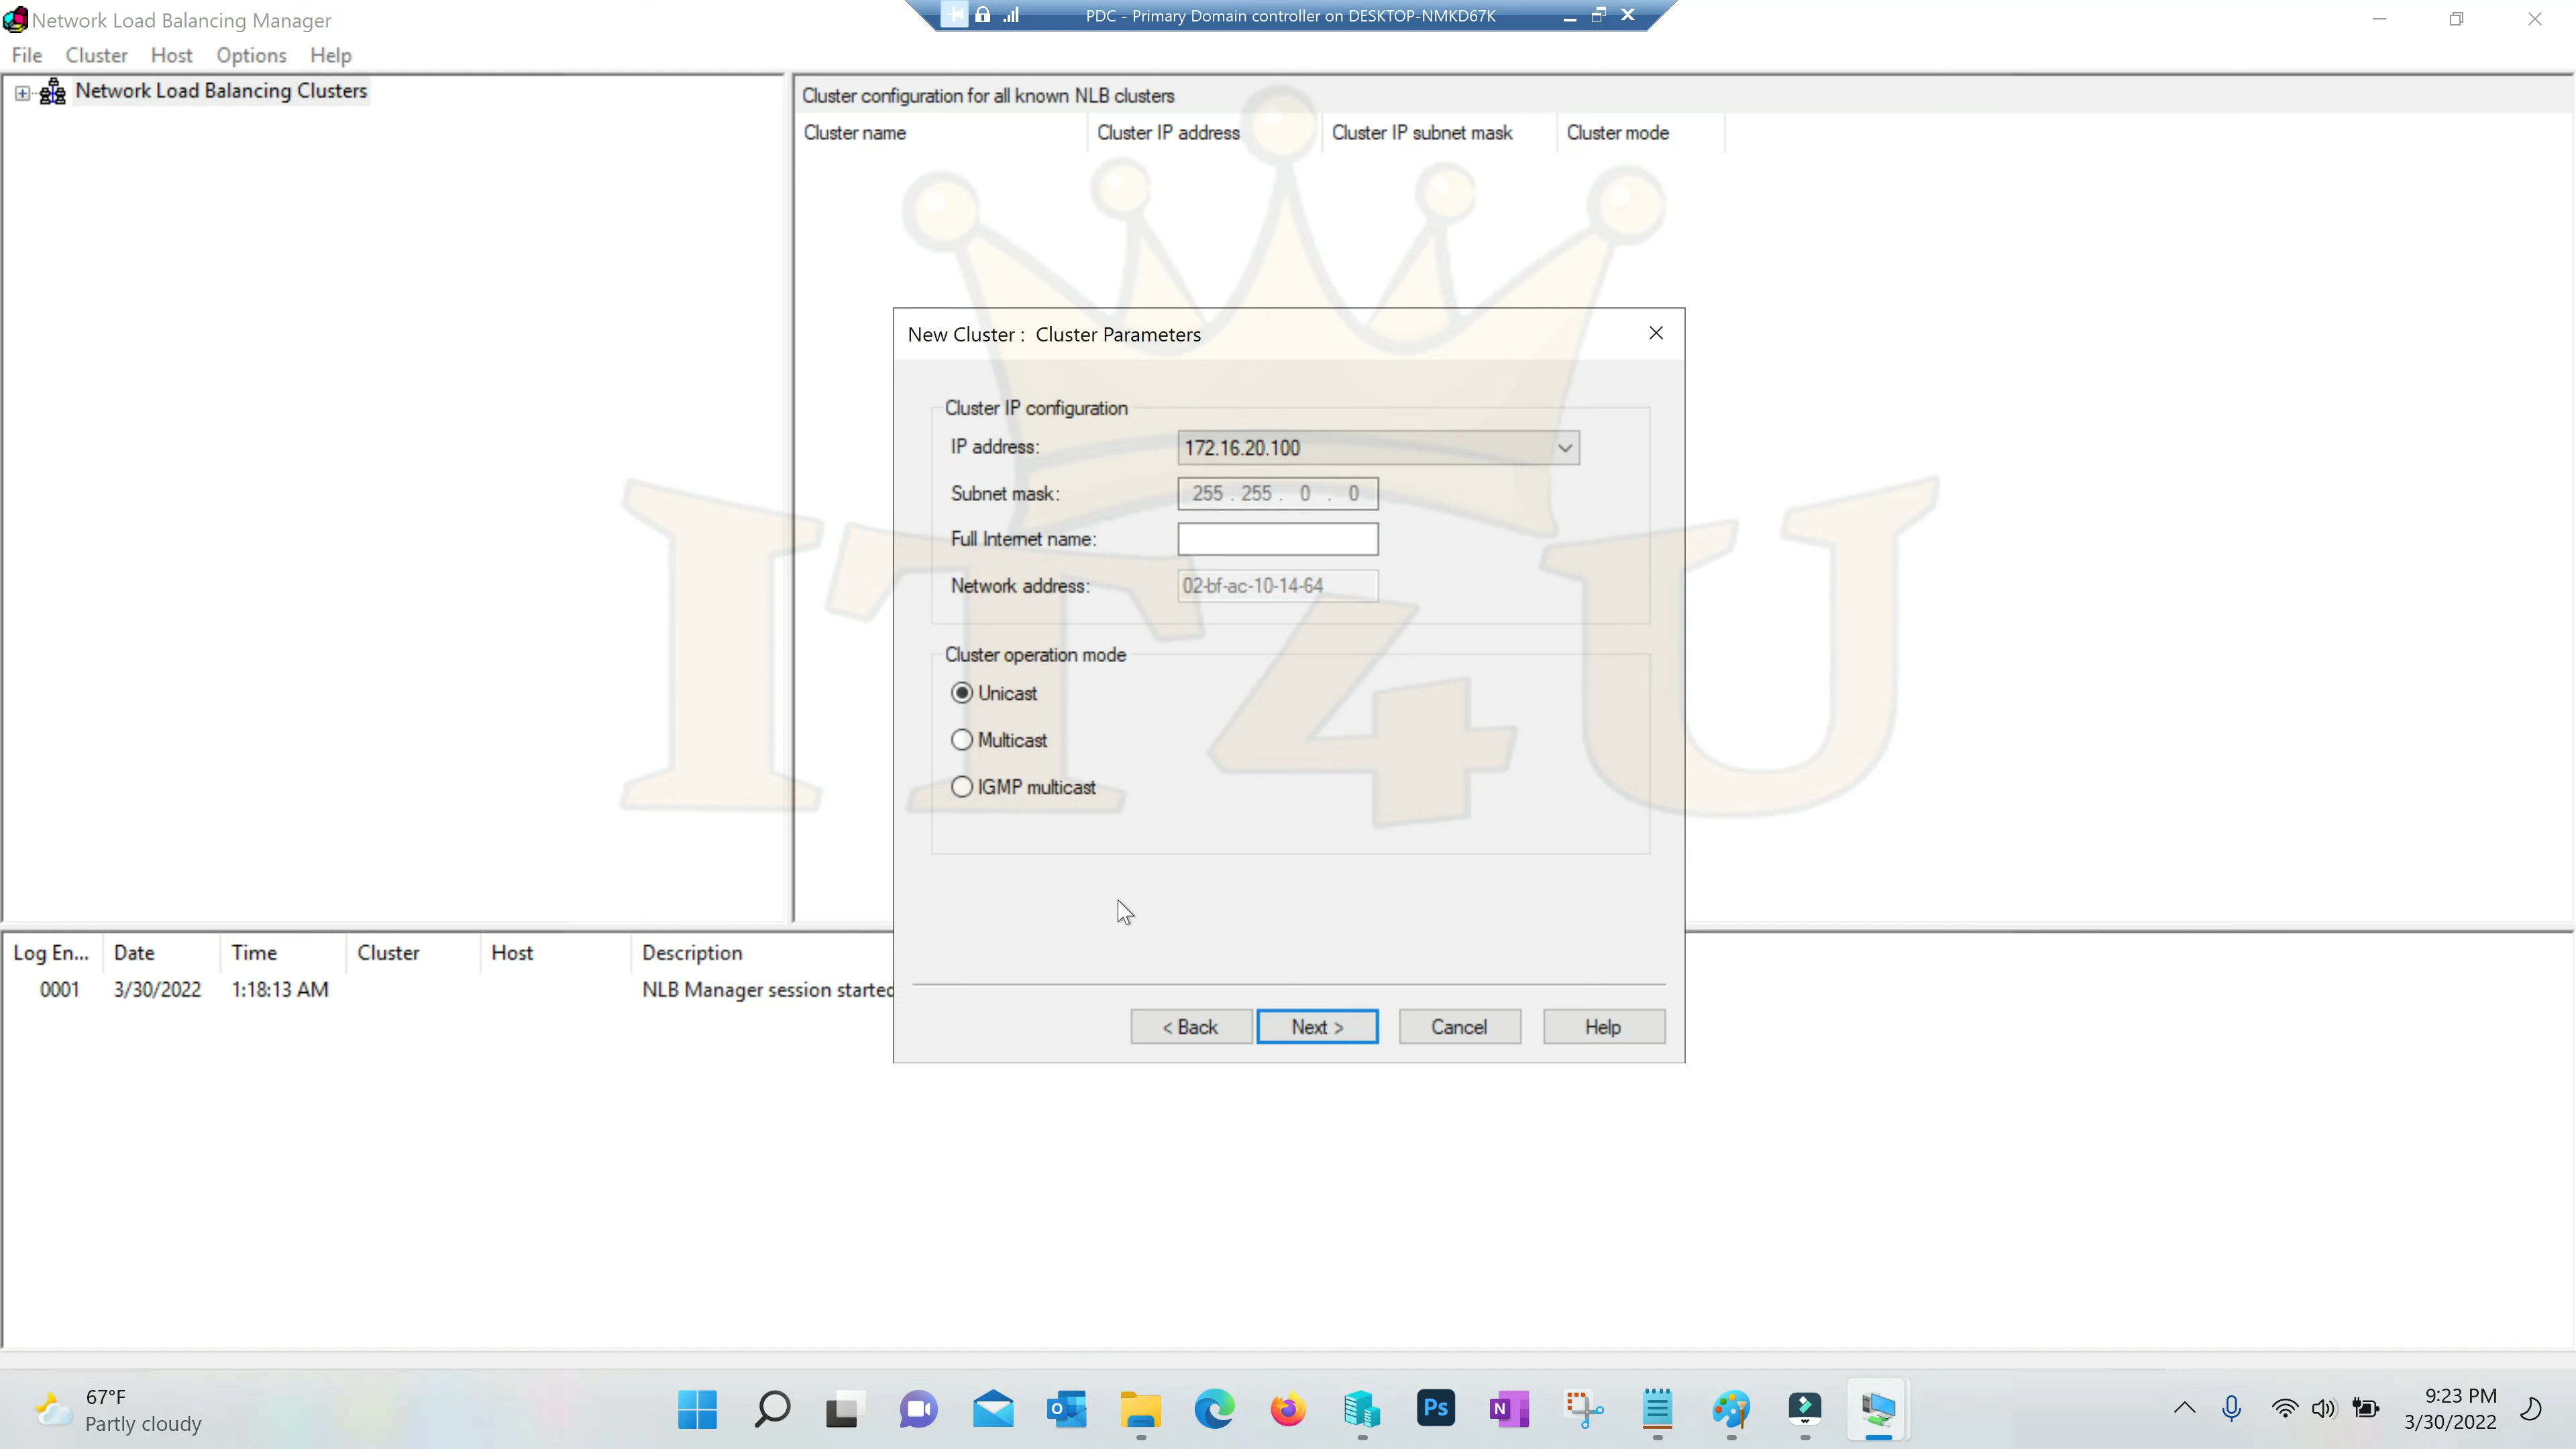 Network Load Balancing Manager
PDC - Primary Domain controller on DESKTOP-NMKD67K
File Cluster Host Options Help
Network Load Balancing Clusters
Cluster configuration for all known NLB clusters
Cluster name Cluster IP address Cluster IP subnet mask Cluster mode
New Cluster : Cluster Parameters
Cluster IP configuration
IP address: 172.16.20.100
Subnet mask: 255 . 255 . 0 . 0
Full Internet name:
Network address: 02-bf-ac-10-14-64
Cluster operation mode
Unicast
Multicast
IGMP multicast
IT4U
< Back Next > Cancel Help
Log En... Date Time Cluster Host Description
0001 3/30/2022 1:18:13 AM NLB Manager session started
67°F
Partly cloudy
Ps
N
9:23 PM
3/30/2022